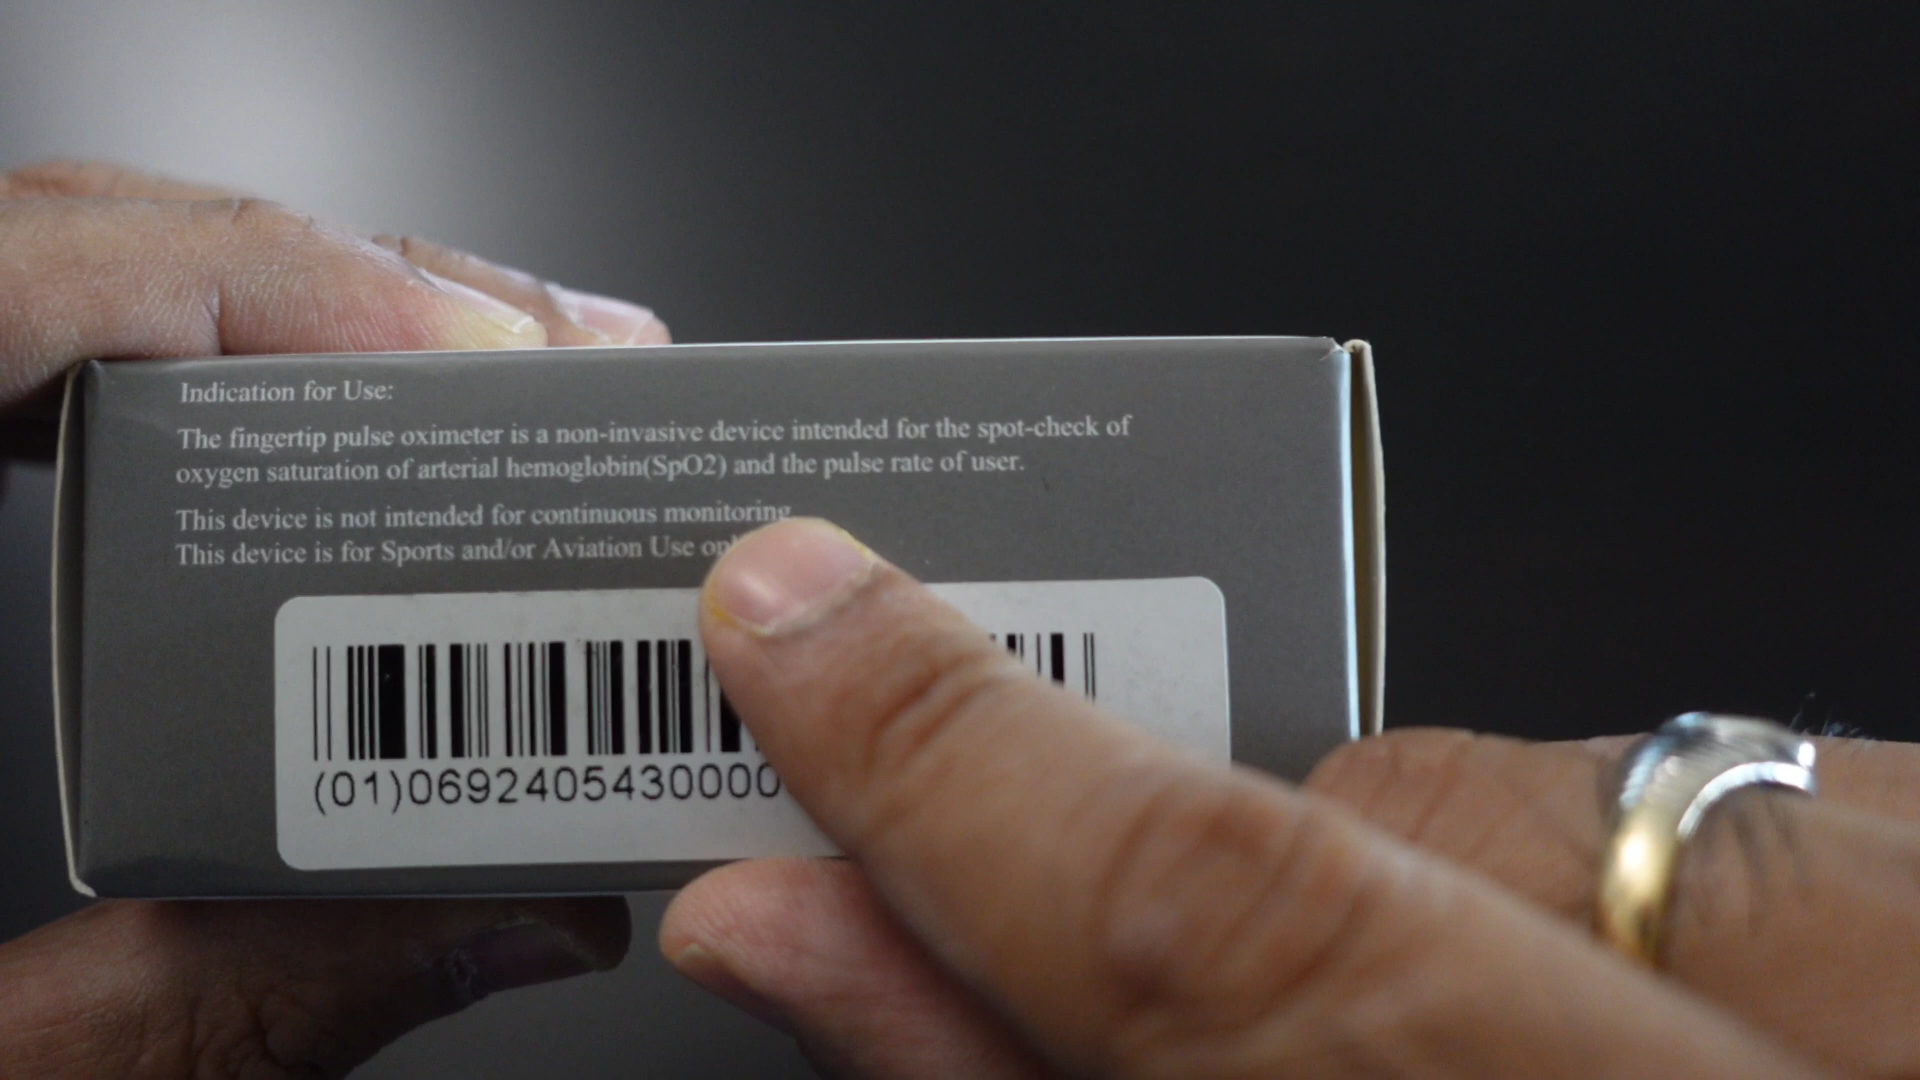 Indication for Use:
The fingertip pulse oximeter is a non-invasive device intended for the spot-check of
oxygen saturation of arterial hemoglobin(SpO2) and the pulse rate of user.
This device is not intended for continuous monitoring
This device is for Sports and/or Aviation Use
(01)0692405430000